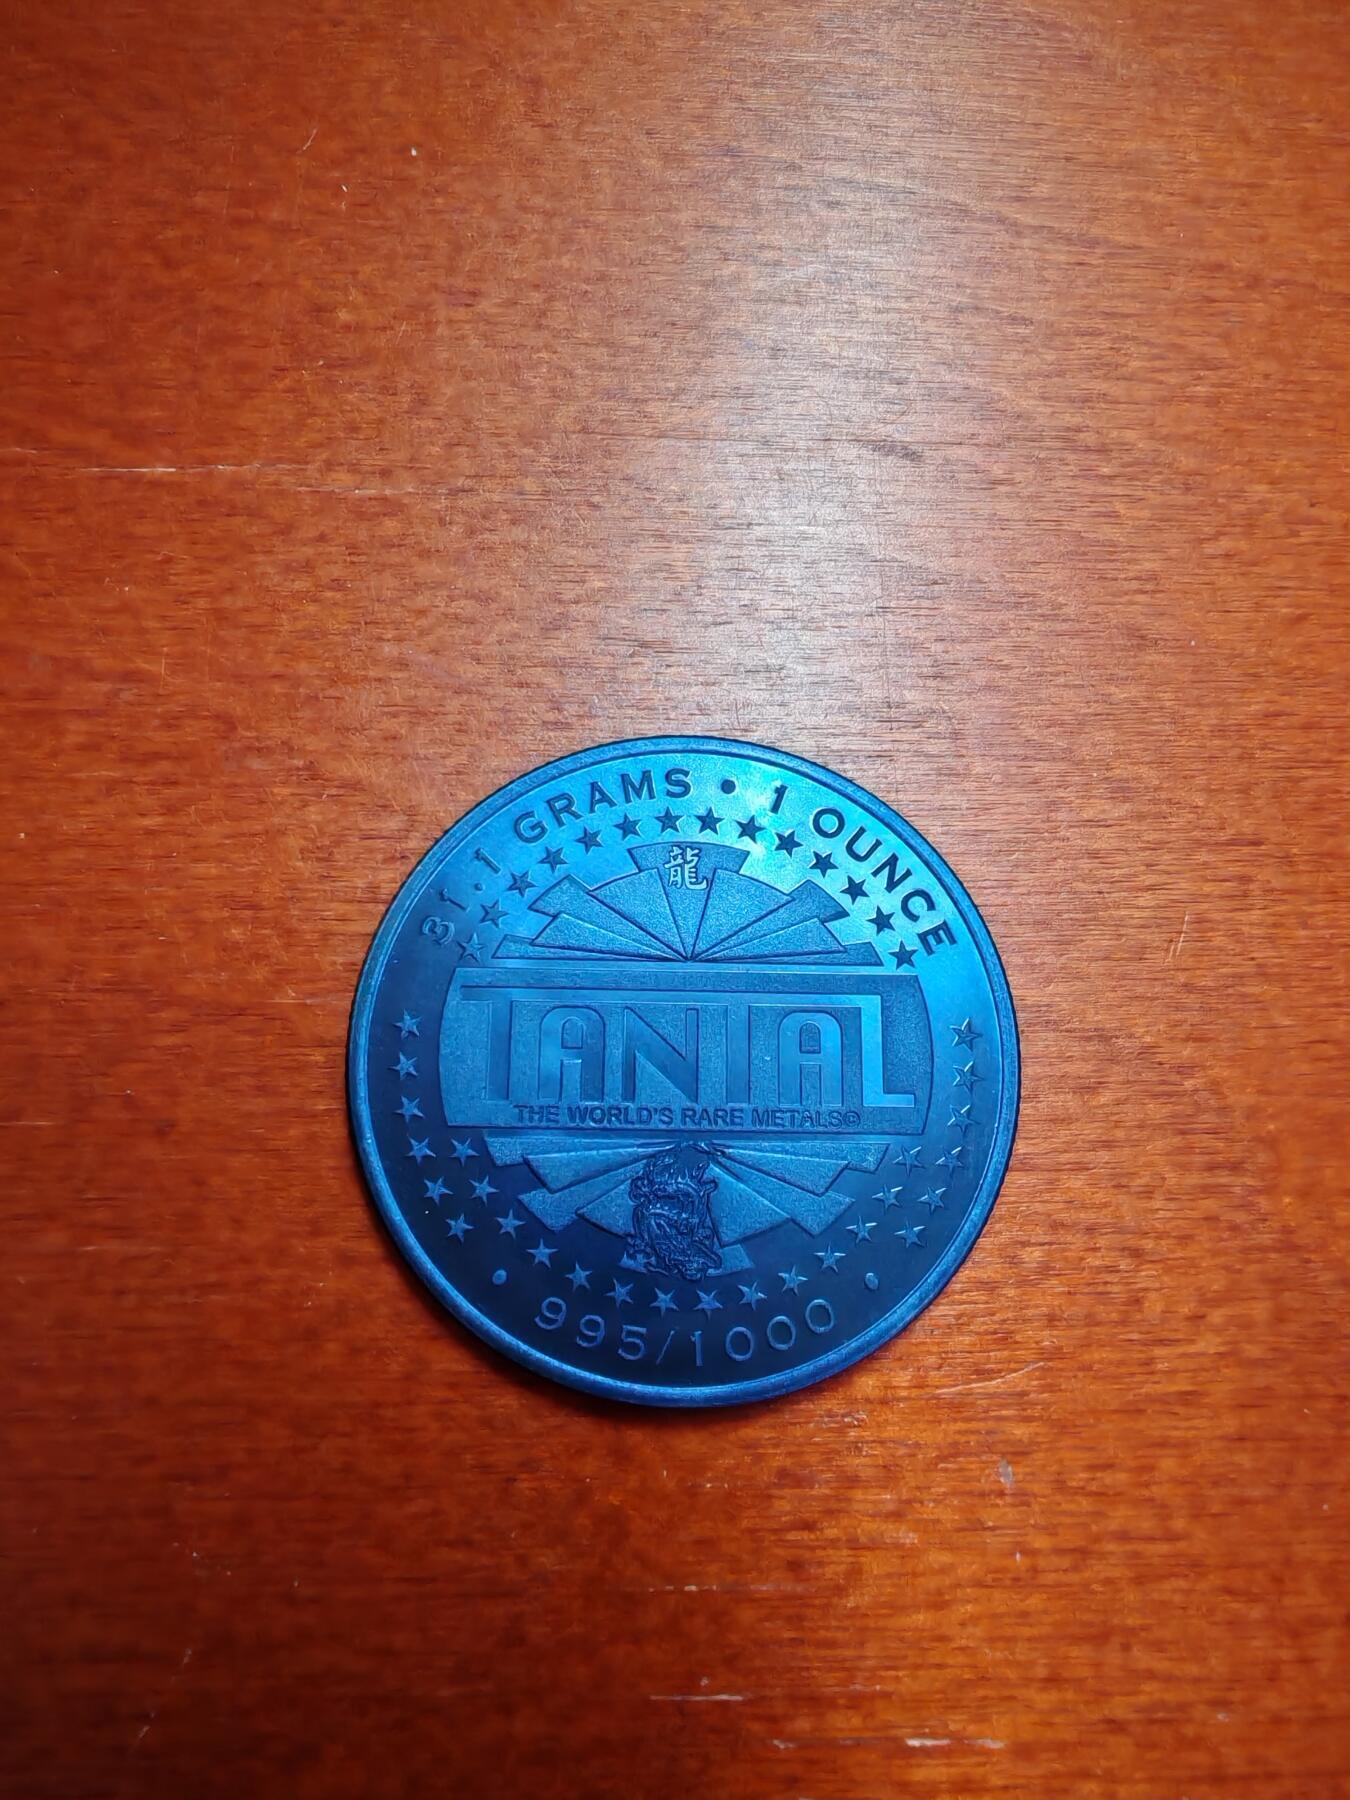 31.1 GRAMS • 1 OUNCE
龍
TANTAL
THE WORLD'S RARE METALS©
• 995/1000 •